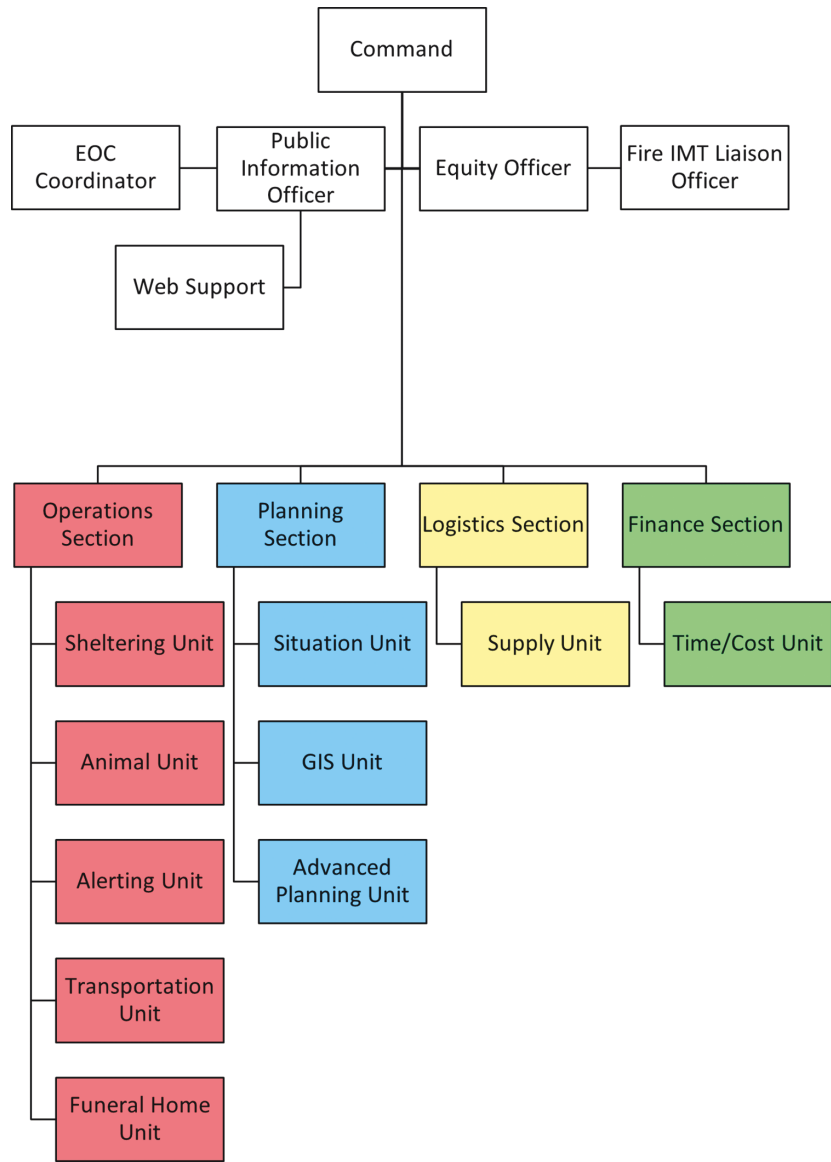 Command
EOC
Coordinator
Public
Information
Officer
Equity Officer
Fire IMT Liaison
Officer
Web Support
Operations
Section
Planning
Section
Logistics Section
Finance Section
Sheltering Unit
Situation Unit
Supply Unit
Time/Cost Unit
Animal Unit
GIS Unit
Alerting Unit
Advanced
Planning Unit
Transportation
Unit
Funeral Home
Unit